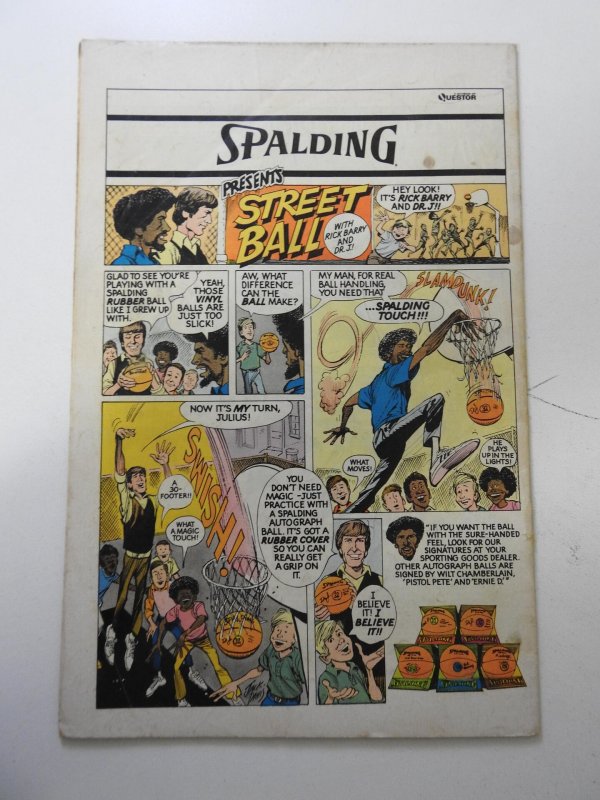 QUESTOR
SPALDING
PRESENTS
STREET
BALL
WITH
RICK BARRY
AND
DR. J!
HEY LOOK!
IT'S RICK BARRY
AND DR. J!!
GLAD TO SEE YOU'RE
PLAYING WITH A
SPALDING
RUBBER BALL
LIKE I GREW UP
WITH.
YEAH,
THOSE
VINYL
BALLS ARE
JUST TOO
SLICK!
AW, WHAT
DIFFERENCE
CAN THE
BALL MAKE?
MY MAN, FOR REAL
BALL HANDLING,
YOU NEED THAT
...SPALDING
TOUCH!!!
SLAM DUNK!
WHAT
MOVES!
HE
PLAYS
UP IN THE
LIGHTS!
NOW IT'S MY TURN,
JULIUS!
SWISH!!
A
30-
FOOTER!!
WHAT
A MAGIC
TOUCH!
YOU
DON'T NEED
MAGIC -JUST
PRACTICE WITH
A SPALDING
AUTOGRAPH
BALL. IT'S GOT A
RUBBER COVER
SO YOU CAN
REALLY GET
A GRIP ON
IT.
I
BELIEVE
IT! I
BELIEVE
IT!!
"IF YOU WANT THE BALL
WITH THE SURE-HANDED
FEEL, LOOK FOR OUR
SIGNATURES AT YOUR
SPORTING GOODS DEALER.
OTHER AUTOGRAPH BALLS ARE
SIGNED BY WILT CHAMBERLAIN,
'PISTOL PETE' AND 'ERNIE D.'"